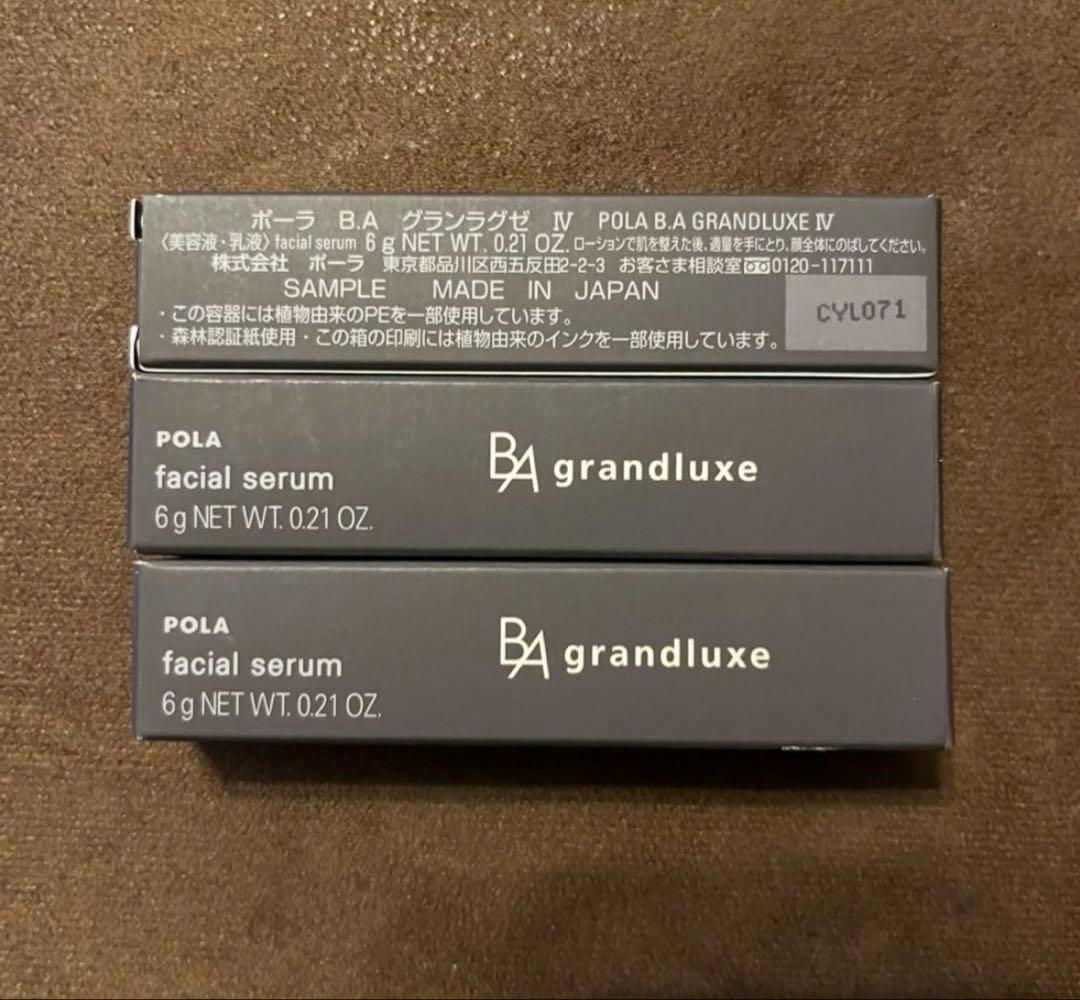 ポーラ B.A グランラグゼ Ⅳ POLA B.A GRANDLUXE Ⅳ
〈美容液・乳液〉 facial serum 6 g NET WT. 0.21 OZ. ローションで肌を整えた後、適量を手にとり、顔全体にのばしてください。
株式会社 ポーラ 東京都品川区西五反田2-2-3 お客さま相談室 0120-117111
SAMPLE MADE IN JAPAN
・この容器には植物由来のPEを一部使用しています。
・森林認証紙使用・この箱の印刷には植物由来のインクを一部使用しています。
CYL071
POLA
facial serum
6 g NET WT. 0.21 OZ.
BA grandluxe
POLA
facial serum
6 g NET WT. 0.21 OZ.
BA grandluxe